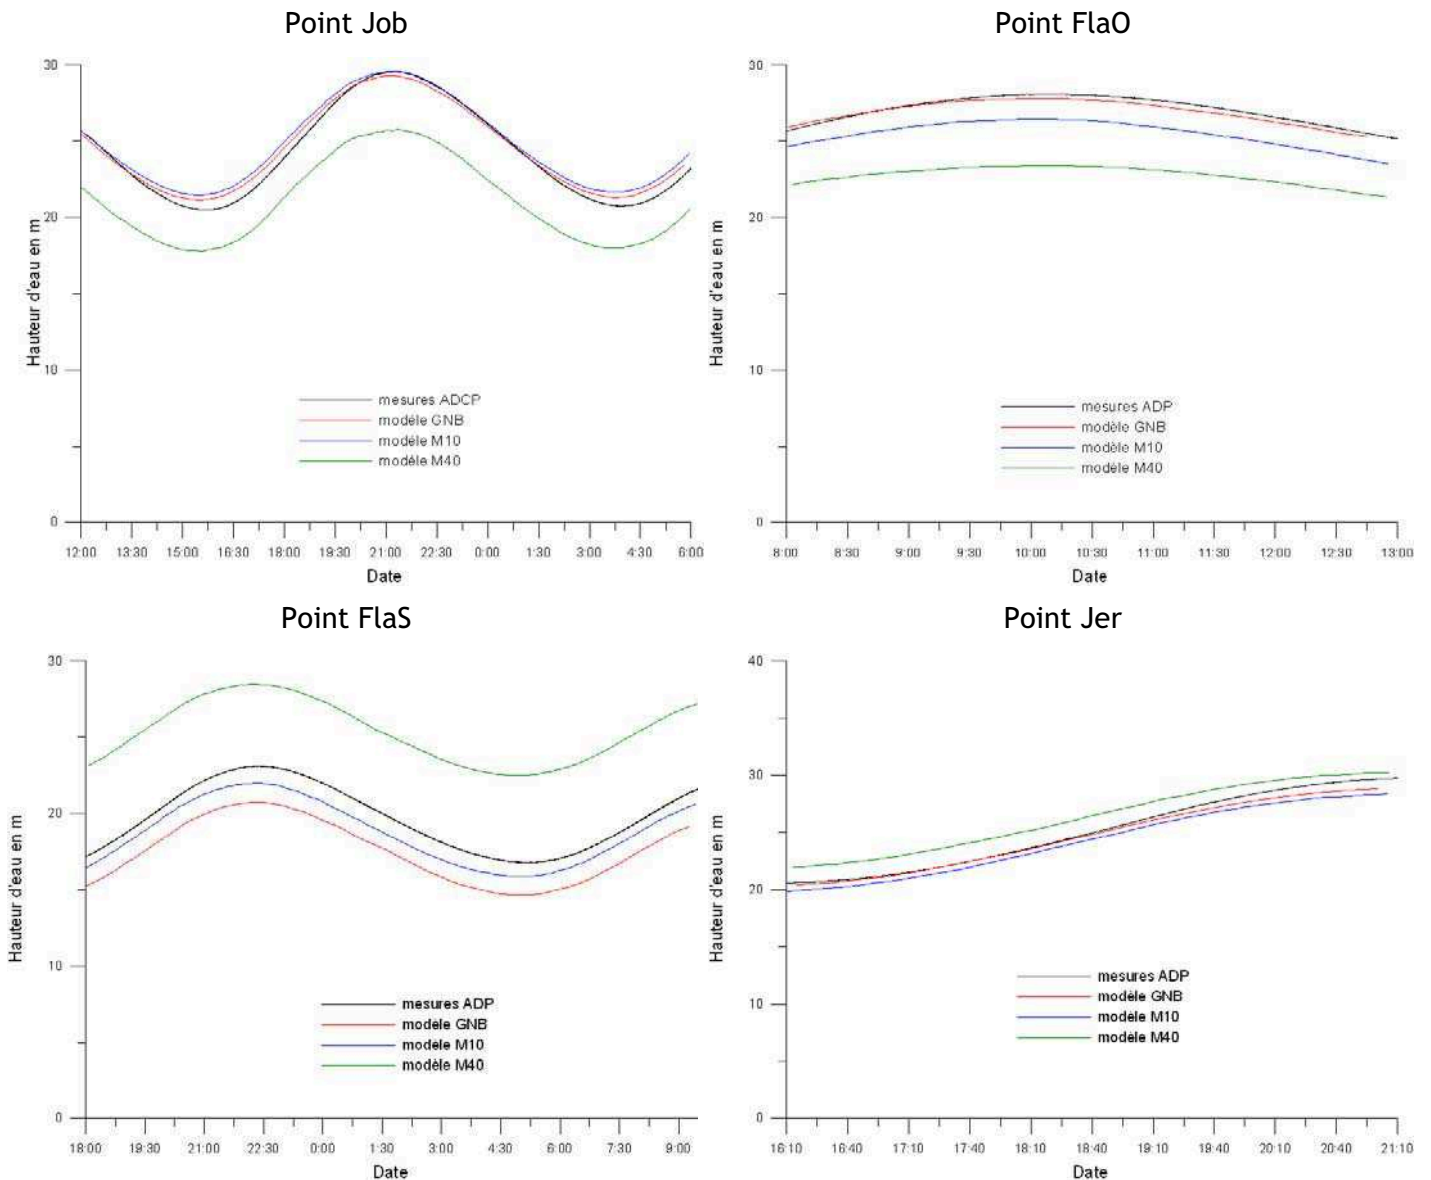 Point Job
Point FlaO
30
20
10
0
Hauteur d'eau en m
mesures ADCP
modèle GNB
modèle M10
modèle M40
12:00 13:30 15:00 16:30 18:00 19:30 21:00 22:30 0:00 1:30 3:00 4:30 6:00
Date
30
20
10
0
Hauteur d'eau en m
mesures ADP
modèle GNB
modèle M10
modèle M40
8:00 8:30 9:00 9:30 10:00 10:30 11:00 11:30 12:00 12:30 13:00
Date
Point FlaS
Point Jer
30
20
10
0
Hauteur d'eau en m
mesures ADP
modèle GNB
modèle M10
modèle M40
18:00 19:30 21:00 22:30 0:00 1:30 3:00 4:30 6:00 7:30 9:00
Date
40
30
20
10
0
Hauteur d'eau en m
mesures ADP
modèle GNB
modèle M10
modèle M40
16:10 16:40 17:10 17:40 18:10 18:40 19:10 19:40 20:10 20:40 21:10
Date